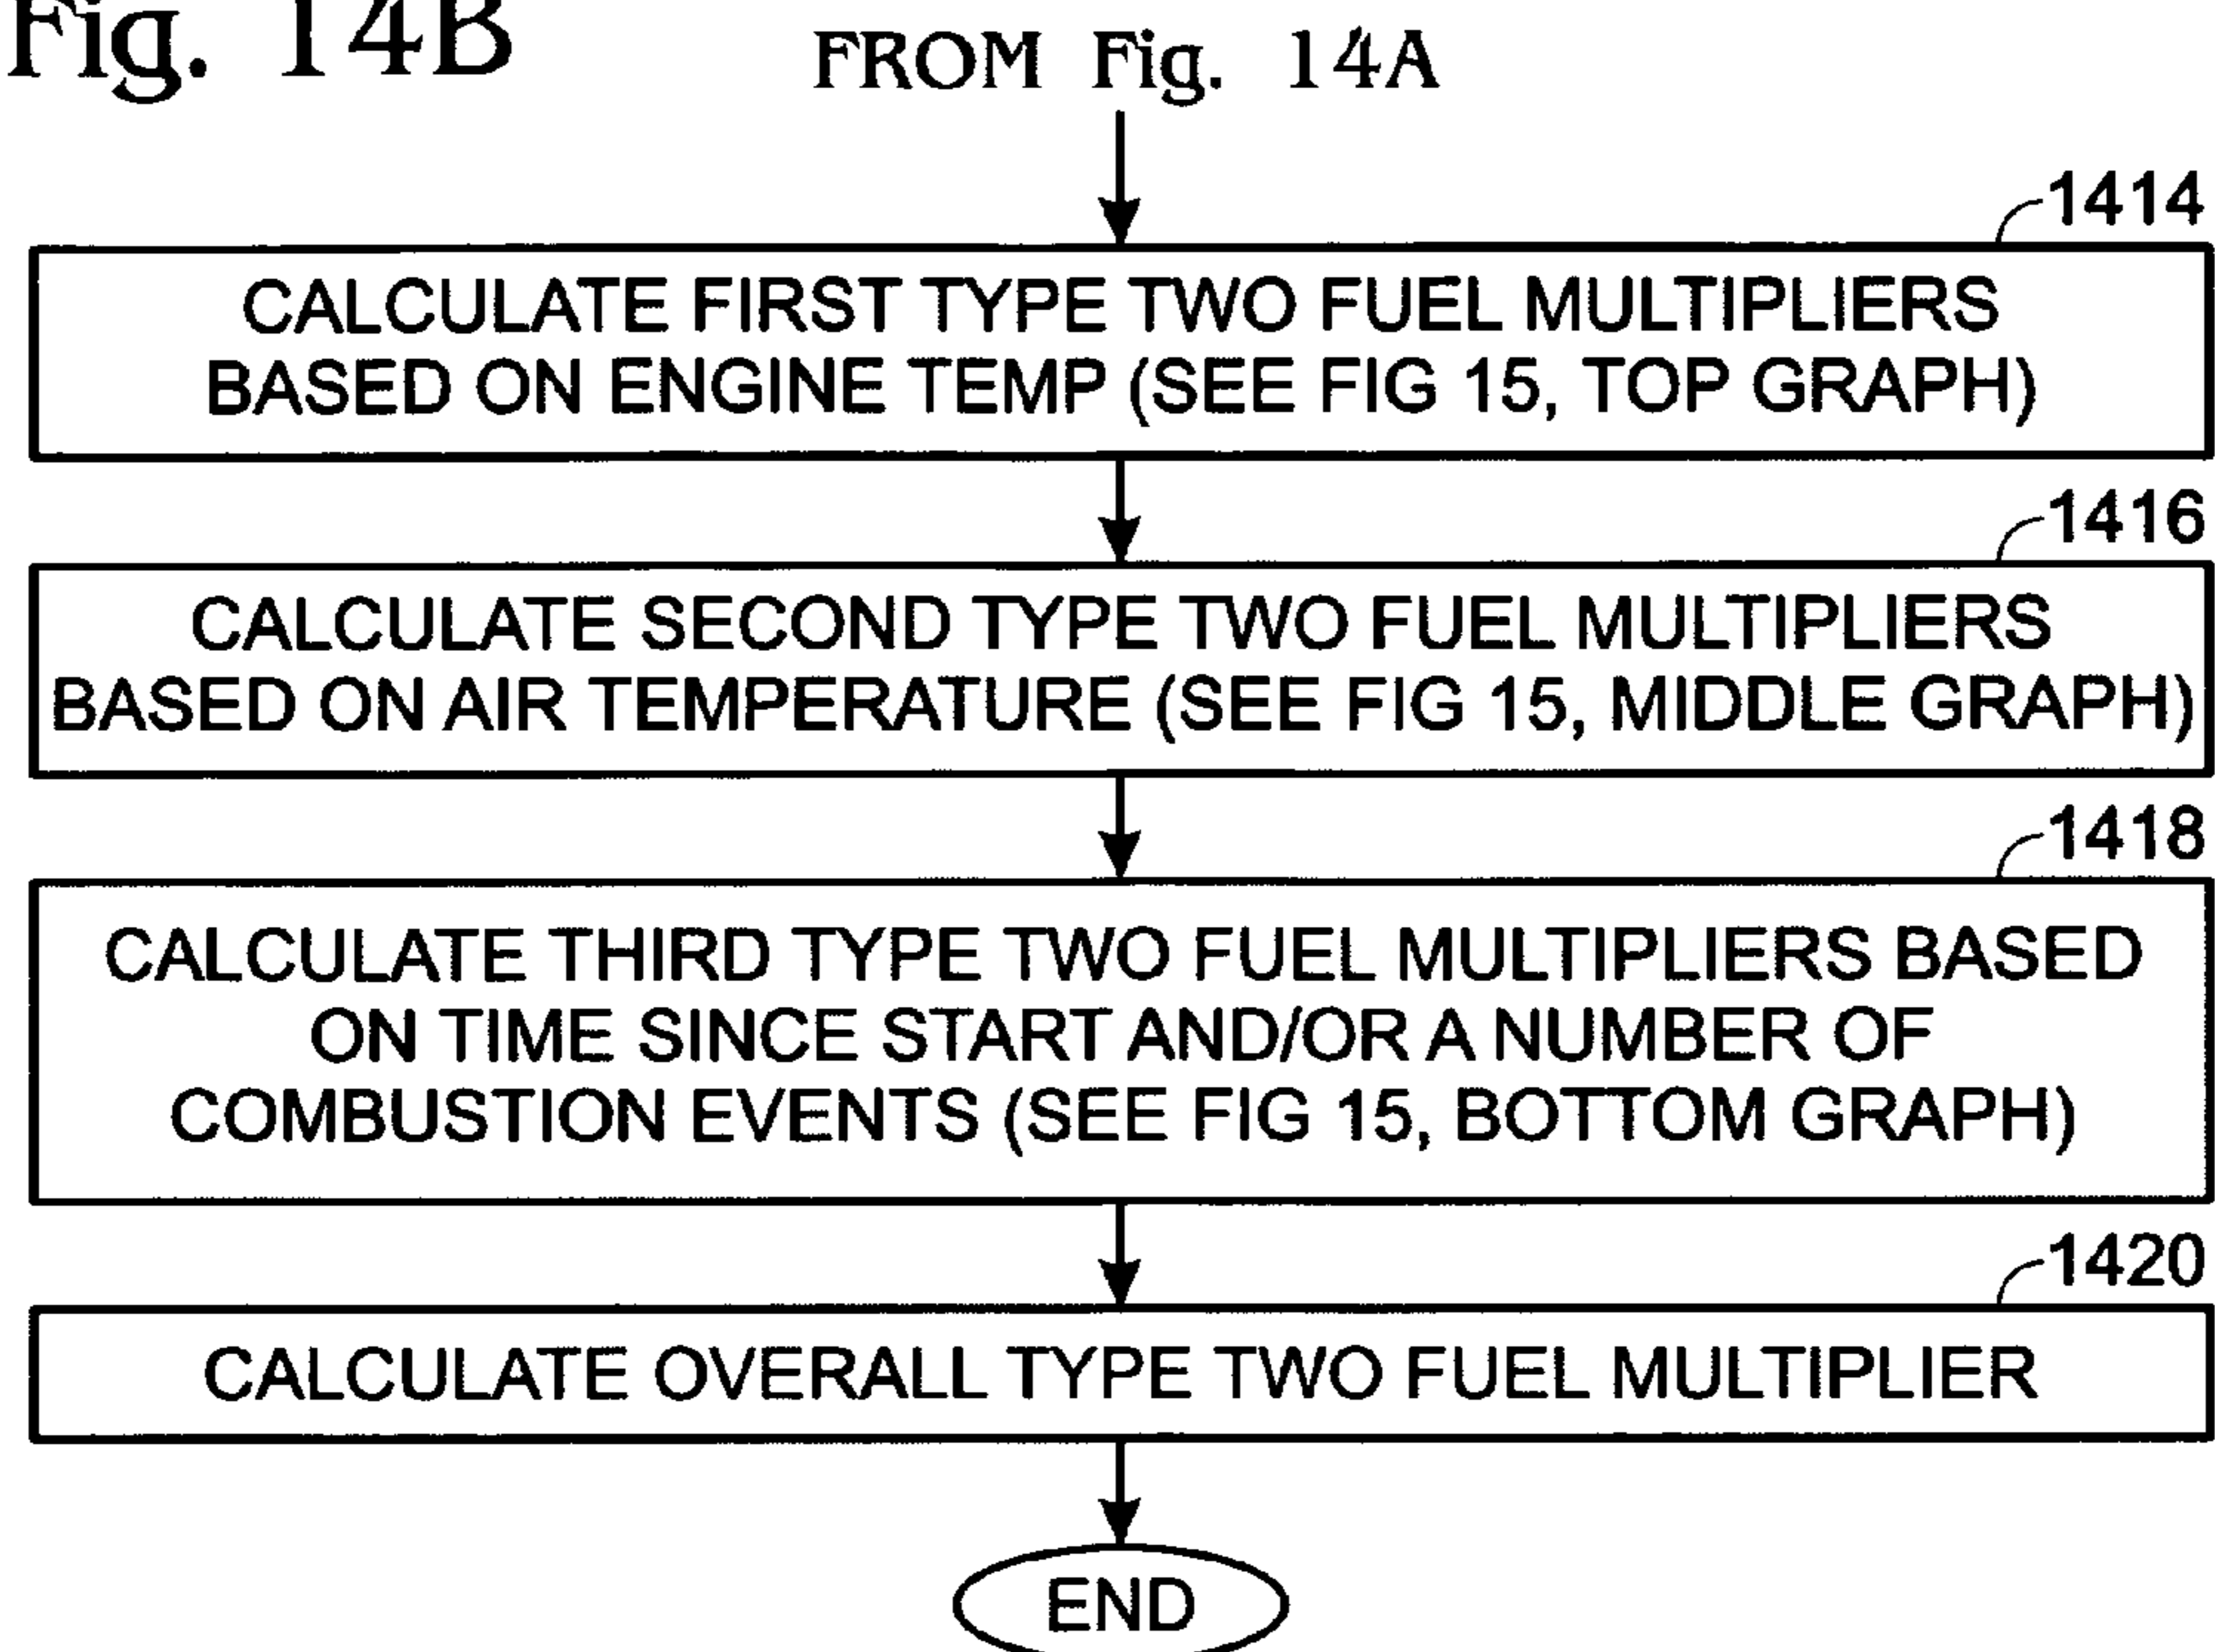 Fig. 14B
FROM Fig. 14A
1414
CALCULATE FIRST TYPE TWO FUEL MULTIPLIERS
BASED ON ENGINE TEMP (SEE FIG 15, TOP GRAPH)
1416
CALCULATE SECOND TYPE TWO FUEL MULTIPLIERS
BASED ON AIR TEMPERATURE (SEE FIG 15, MIDDLE GRAPH)
1418
CALCULATE THIRD TYPE TWO FUEL MULTIPLIERS BASED
ON TIME SINCE START AND/OR A NUMBER OF
COMBUSTION EVENTS (SEE FIG 15, BOTTOM GRAPH)
1420
CALCULATE OVERALL TYPE TWO FUEL MULTIPLIER
END